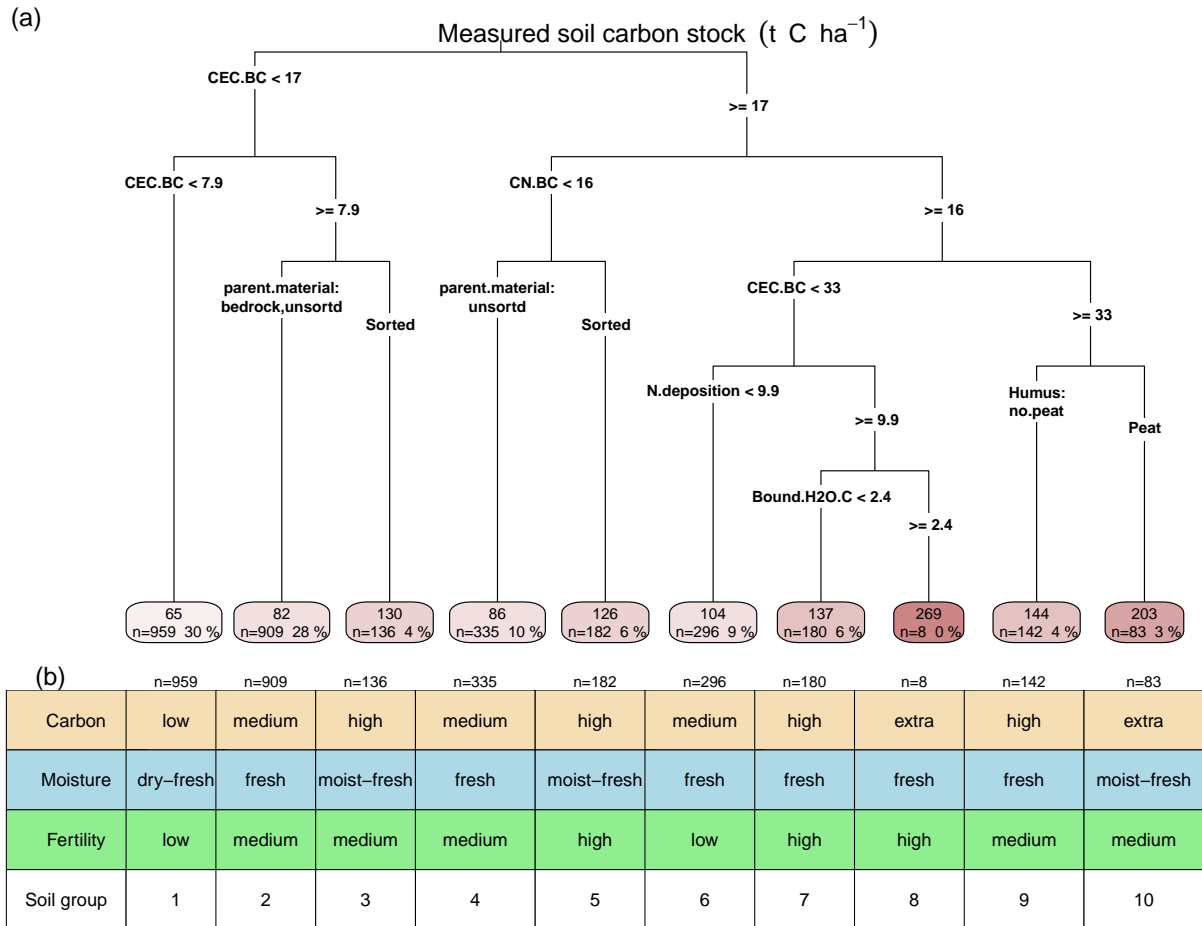 (a)
Measured soil carbon stock (t C ha⁻¹)
CEC.BC < 17
>= 17
CEC.BC < 7.9
CN.BC < 16
>= 7.9
>= 16
parent.material:
bedrock,unsortd
parent.material:
unsortd
CEC.BC < 33
Sorted
Sorted
>= 33
N.deposition < 9.9
Humus:
no.peat
>= 9.9
Peat
Bound.H2O.C < 2.4
>= 2.4
65
n=959 30 %
82
n=909 28 %
130
n=136 4 %
86
n=335 10 %
126
n=182 6 %
104
n=296 9 %
137
n=180 6 %
269
n=8 0 %
144
n=142 4 %
203
n=83 3 %
(b)
n=959 n=909 n=136 n=335 n=182 n=296 n=180 n=8 n=142 n=83
Carbon low medium high medium high medium high extra high extra
Moisture dry−fresh fresh moist−fresh fresh moist−fresh fresh fresh fresh fresh moist−fresh
Fertility low medium medium medium high low high high medium medium
Soil group 1 2 3 4 5 6 7 8 9 10